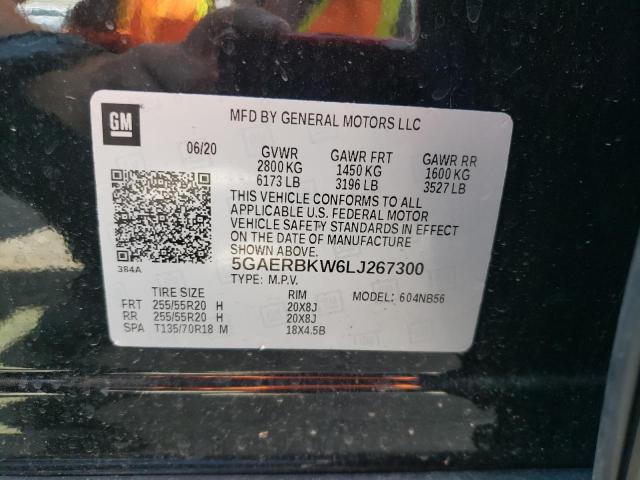 GM
MFD BY GENERAL MOTORS LLC
06/20 GVWR GAWR FRT GAWR RR
2800 KG 1450 KG 1600 KG
6173 LB 3196 LB 3527 LB
THIS VEHICLE CONFORMS TO ALL
APPLICABLE U.S. FEDERAL MOTOR
VEHICLE SAFETY STANDARDS IN EFFECT
ON THE DATE OF MANUFACTURE
SHOWN ABOVE.
384A 5GAERBKW6LJ267300
TYPE: M.P.V.
TIRE SIZE RIM MODEL: 604NB56
FRT 255/55R20 H 20X8J
RR 255/55R20 H 20X8J
SPA T135/70R18 M 18X4.5B